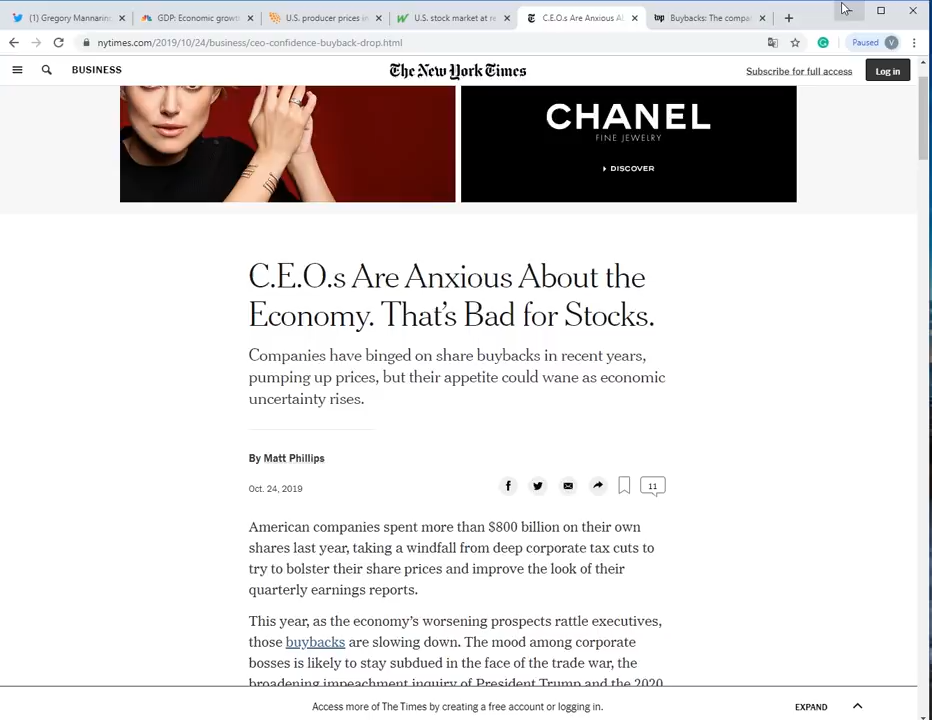 (1) Gregory Mannarino
GDP: Economic growt
U.S. producer prices in
U.S. stock market at re
C.E.O.s Are Anxious A
Buybacks: The compa
nytimes.com/2019/10/24/business/ceo-confidence-buyback-drop.html
Paused V
BUSINESS
The New York Times
Subscribe for full access
Log in
CHANEL
FINE JEWELRY
DISCOVER
C.E.O.s Are Anxious About the
Economy. That's Bad for Stocks.
Companies have binged on share buybacks in recent years,
pumping up prices, but their appetite could wane as economic
uncertainty rises.
By Matt Phillips
Oct. 24, 2019
11
American companies spent more than $800 billion on their own
shares last year, taking a windfall from deep corporate tax cuts to
try to bolster their share prices and improve the look of their
quarterly earnings reports.
This year, as the economy's worsening prospects rattle executives,
those buybacks are slowing down. The mood among corporate
bosses is likely to stay subdued in the face of the trade war, the
broadening impeachment inquiry of President Trump and the 2020
Access more of The Times by creating a free account or logging in.
EXPAND